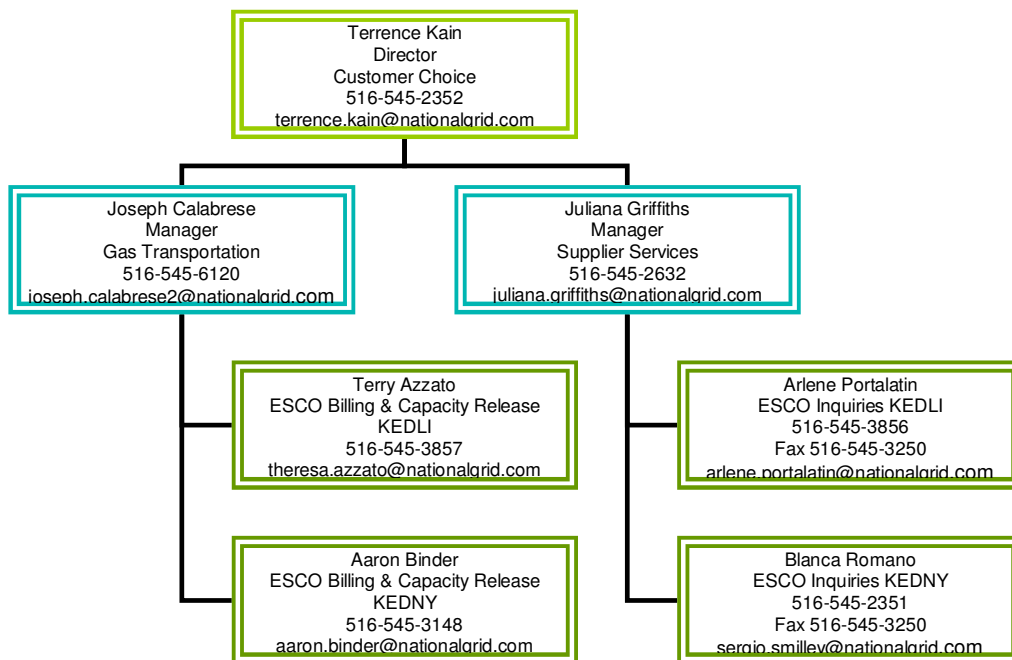 Terrence Kain
Director
Customer Choice
516-545-2352
terrence.kain@nationalgrid.com
Joseph Calabrese
Manager
Gas Transportation
516-545-6120
joseph.calabrese2@nationalgrid.com
Juliana Griffiths
Manager
Supplier Services
516-545-2632
juliana.griffiths@nationalgrid.com
Terry Azzato
ESCO Billing & Capacity Release
KEDLI
516-545-3857
theresa.azzato@nationalgrid.com
Arlene Portalatin
ESCO Inquiries KEDLI
516-545-3856
Fax 516-545-3250
arlene.portalatin@nationalgrid.com
Aaron Binder
ESCO Billing & Capacity Release
KEDNY
516-545-3148
aaron.binder@nationalgrid.com
Blanca Romano
ESCO Inquiries KEDNY
516-545-2351
Fax 516-545-3250
sergio.smilley@nationalgrid.com